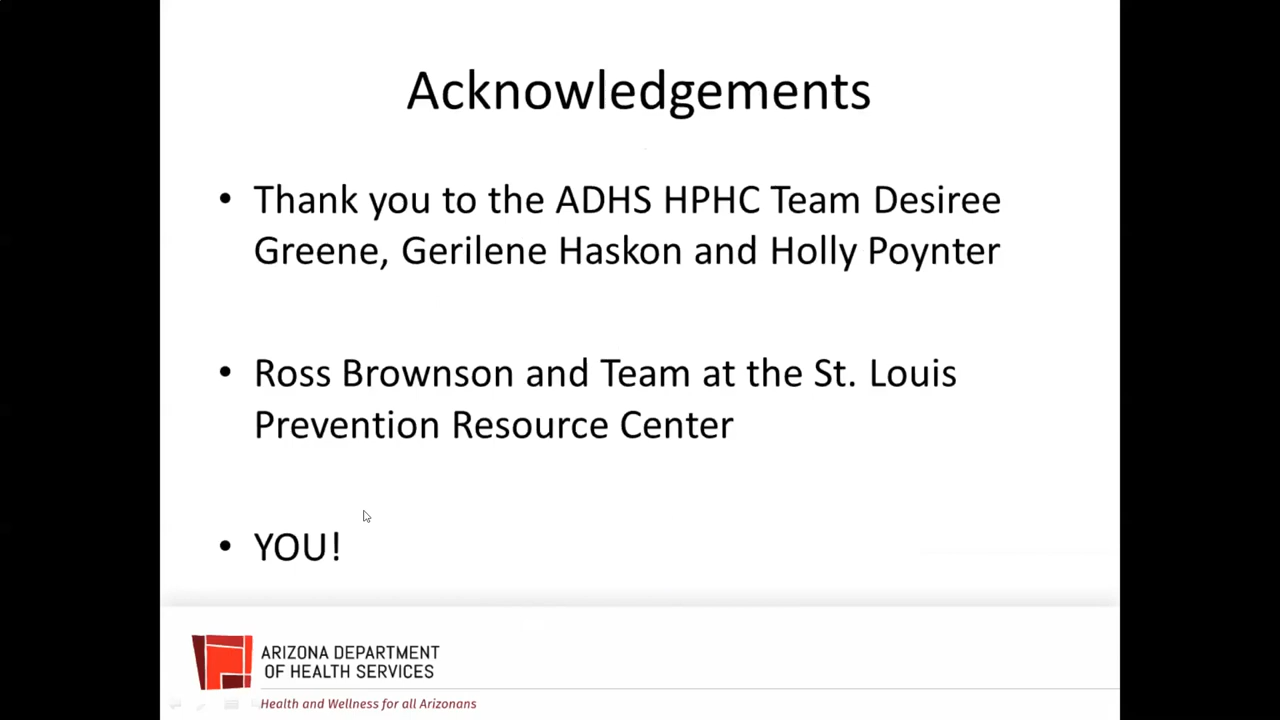 Acknowledgements
• Thank you to the ADHS HPHC Team Desiree
Greene, Gerilene Haskon and Holly Poynter
• Ross Brownson and Team at the St. Louis
Prevention Resource Center
• YOU!
ARIZONA DEPARTMENT
OF HEALTH SERVICES
Health and Wellness for all Arizonans